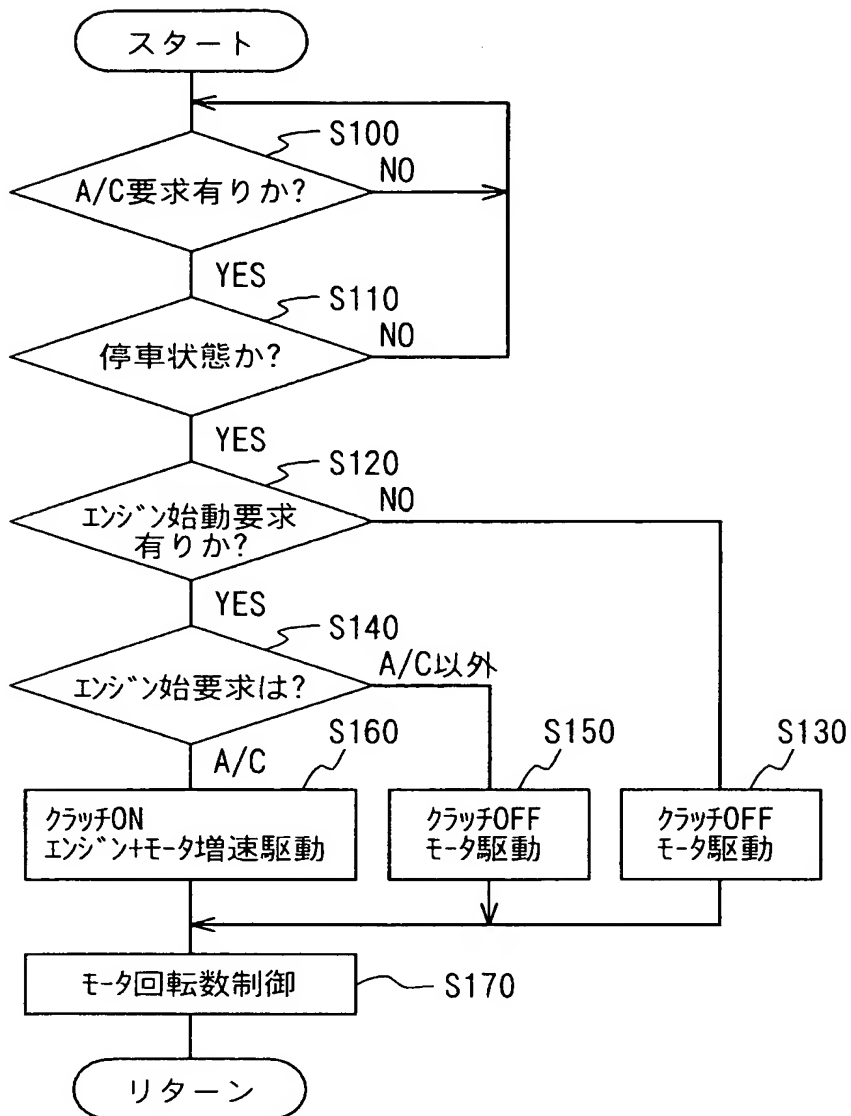 スタート
S100
A/C要求有りか?
NO
YES
S110
停車状態か?
NO
YES
S120
エンジン始動要求
有りか?
NO
YES
S140
エンジン始要求は?
A/C以外
A/C
S160
クラッチON
エンジン+モータ増速駆動
S150
クラッチOFF
モータ駆動
S130
クラッチOFF
モータ駆動
モータ回転数制御
S170
リターン